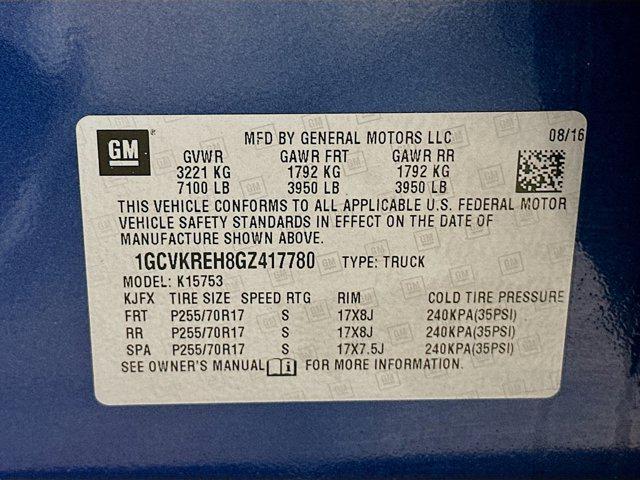 GM
MFD BY GENERAL MOTORS LLC 08/16
GVWR GAWR FRT GAWR RR
3221 KG 1792 KG 1792 KG
7100 LB 3950 LB 3950 LB
THIS VEHICLE CONFORMS TO ALL APPLICABLE U.S. FEDERAL MOTOR
VEHICLE SAFETY STANDARDS IN EFFECT ON THE DATE OF
MANUFACTURE SHOWN ABOVE.
1GCVKREH8GZ417780 TYPE: TRUCK
MODEL: K15753
KJFX TIRE SIZE SPEED RTG RIM COLD TIRE PRESSURE
FRT P255/70R17 S 17X8J 240KPA(35PSI)
RR P255/70R17 S 17X8J 240KPA(35PSI)
SPA P255/70R17 S 17X7.5J 240KPA(35PSI)
SEE OWNER'S MANUAL FOR MORE INFORMATION.